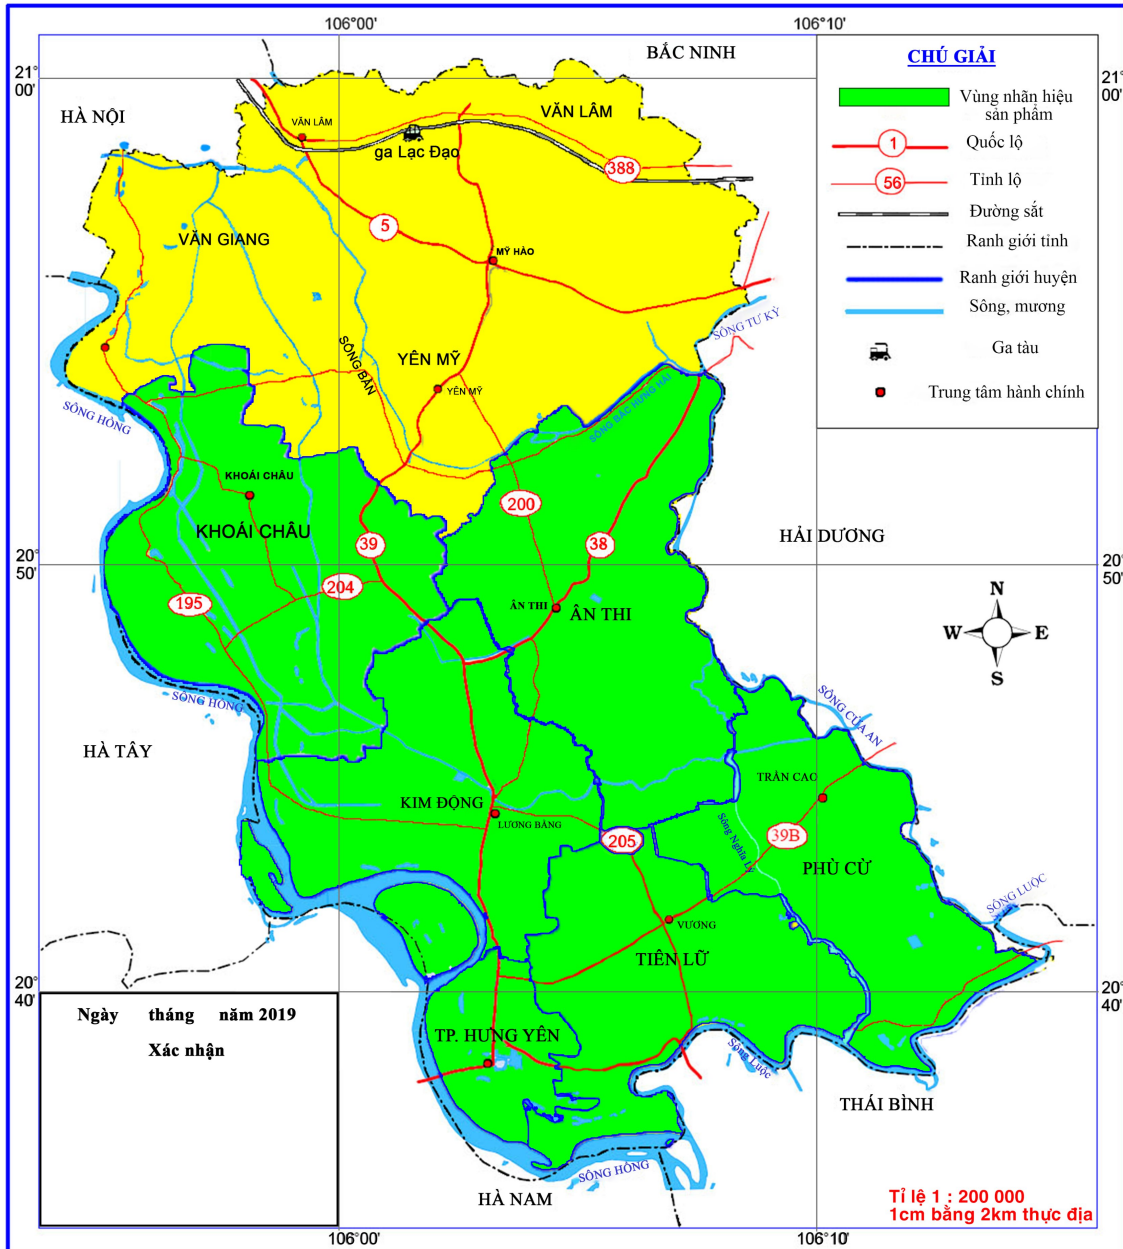 106°00'
106°10'
BẮC NINH
21°
00'
21°
00'
HÀ NỘI
CHÚ GIẢI
Vùng nhãn hiệu
sản phẩm
1
Quốc lộ
56
Tỉnh lộ
Đường sắt
Ranh giới tỉnh
Ranh giới huyện
Sông, mương
Ga tàu
Trung tâm hành chính
VĂN LÂM
VĂN LÂM
ga Lạc Đạo
388
5
VĂN GIANG
MỸ HÀO
SÔNG TƯ KỲ
SÔNG BẦN
YÊN MỸ
YÊN MỸ
SÔNG HỒNG
SÔNG BẮC HƯNG HẢI
KHOÁI CHÂU
KHOÁI CHÂU
200
39
38
HẢI DƯƠNG
20°
50'
20°
50'
204
195
ÂN THI
ÂN THI
N
W
E
S
SÔNG HỒNG
SÔNG CỬA AN
HÀ TÂY
TRẦN CAO
KIM ĐỘNG
LƯƠNG BẰNG
205
39B
Sông Nghĩa Lý
PHÙ CỪ
SÔNG LUỘC
VƯƠNG
TIÊN LỮ
20°
40'
20°
40'
Ngày tháng năm 2019
Xác nhận
TP. HƯNG YÊN
Sông Luộc
THÁI BÌNH
SÔNG HỒNG
HÀ NAM
Tỉ lệ 1 : 200 000
1cm bằng 2km thực địa
106°00'
106°10'